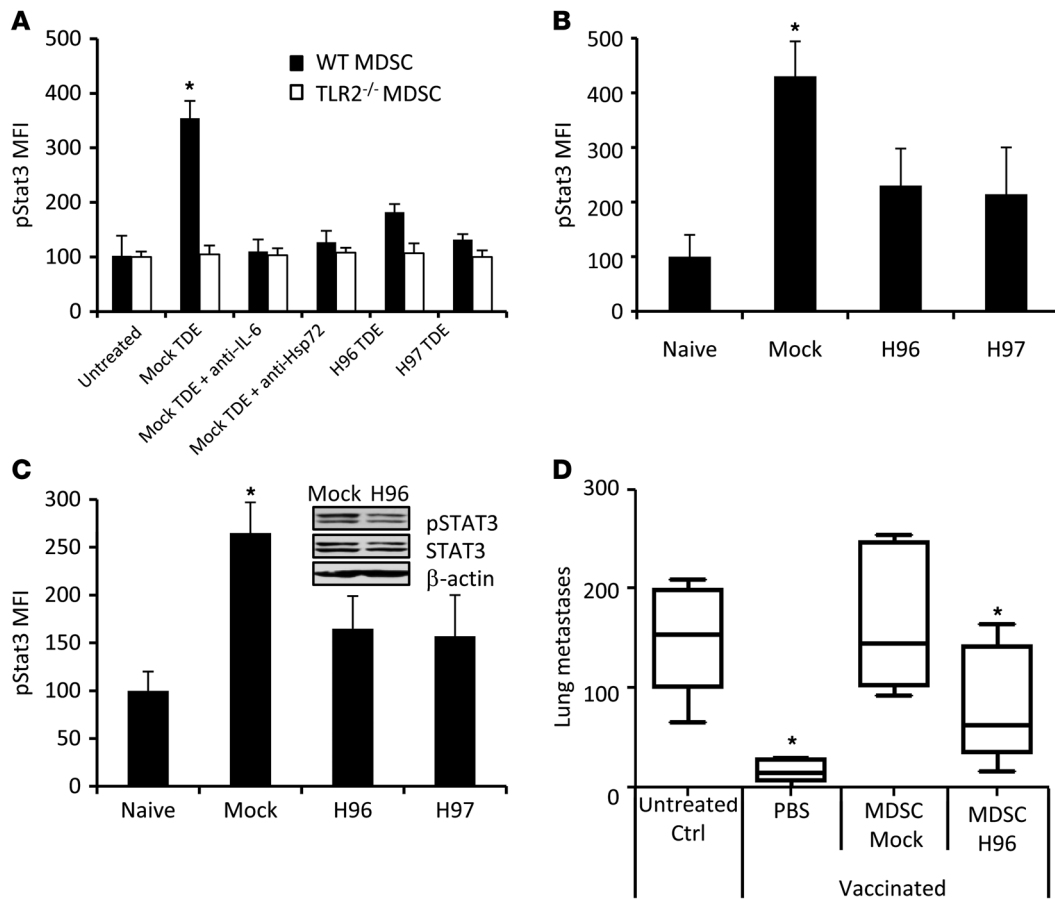 A
500
400
300
200
100
0
pStat3 MFI
*
WT MDSC
TLR2-/- MDSC
Untreated
Mock TDE
Mock TDE + anti–IL-6
Mock TDE + anti-Hsp72
H96 TDE
H97 TDE
B
500
400
300
200
100
0
pStat3 MFI
*
Naive
Mock
H96
H97
C
300
250
200
150
100
50
0
pStat3 MFI
*
Mock H96
pSTAT3
STAT3
β-actin
Naive
Mock
H96
H97
D
300
200
100
0
Lung metastases
*
*
Untreated
Ctrl
PBS
MDSC
Mock
MDSC
H96
Vaccinated